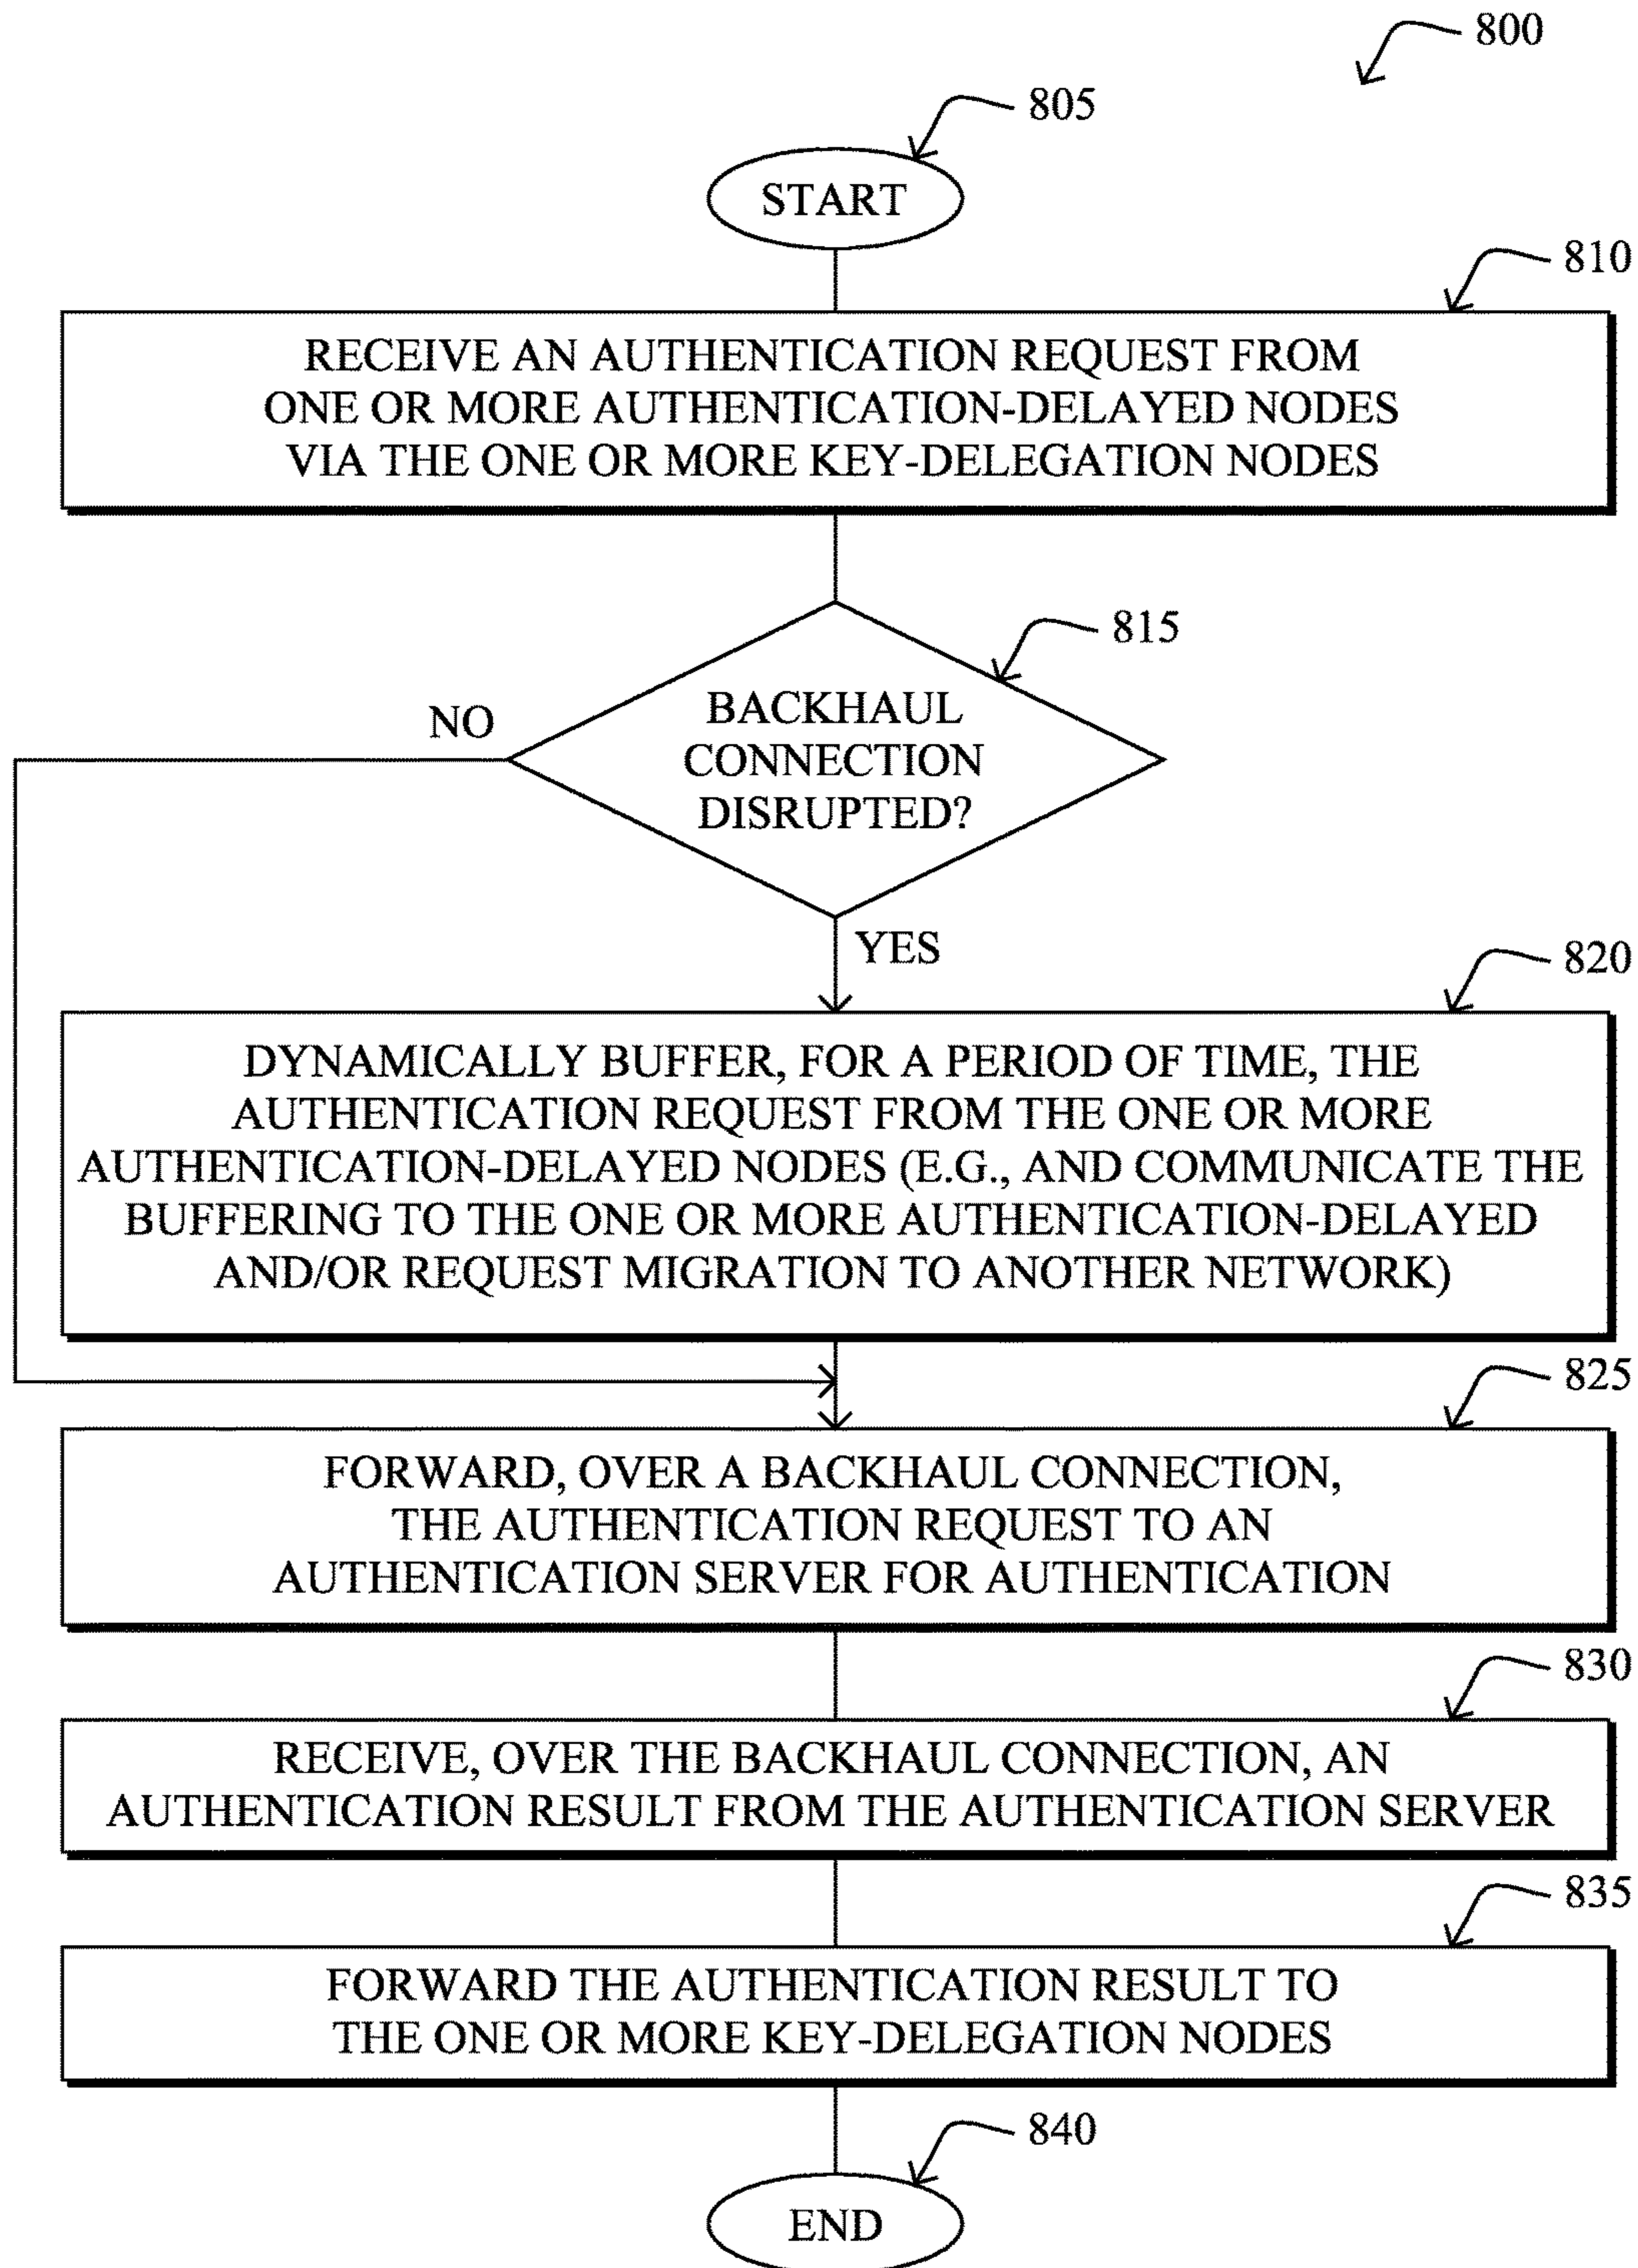 800
805
START
810
RECEIVE AN AUTHENTICATION REQUEST FROM
ONE OR MORE AUTHENTICATION-DELAYED NODES
VIA THE ONE OR MORE KEY-DELEGATION NODES
815
BACKHAUL
CONNECTION
DISRUPTED?
NO
YES
820
DYNAMICALLY BUFFER, FOR A PERIOD OF TIME, THE
AUTHENTICATION REQUEST FROM THE ONE OR MORE
AUTHENTICATION-DELAYED NODES (E.G., AND COMMUNICATE THE
BUFFERING TO THE ONE OR MORE AUTHENTICATION-DELAYED
AND/OR REQUEST MIGRATION TO ANOTHER NETWORK)
825
FORWARD, OVER A BACKHAUL CONNECTION,
THE AUTHENTICATION REQUEST TO AN
AUTHENTICATION SERVER FOR AUTHENTICATION
830
RECEIVE, OVER THE BACKHAUL CONNECTION, AN
AUTHENTICATION RESULT FROM THE AUTHENTICATION SERVER
835
FORWARD THE AUTHENTICATION RESULT TO
THE ONE OR MORE KEY-DELEGATION NODES
840
END